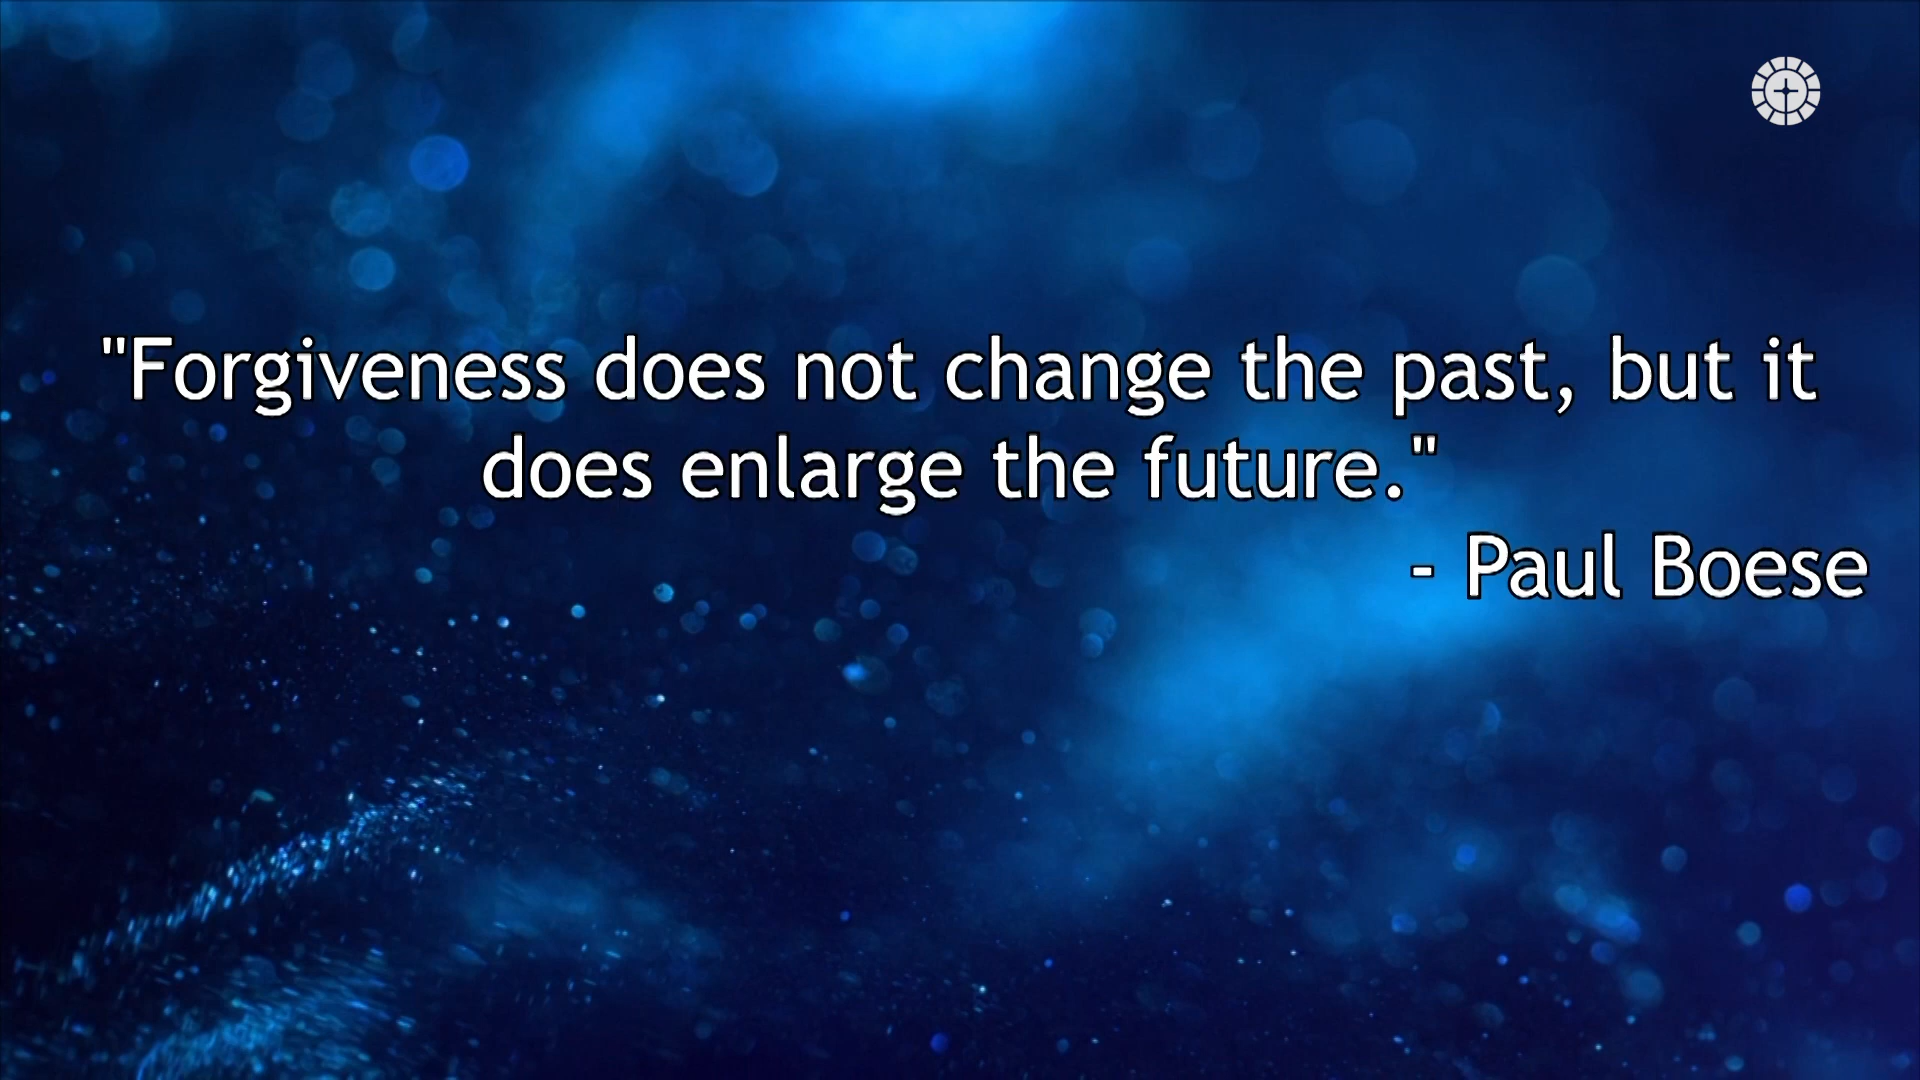 "Forgiveness does not change the past, but it
does enlarge the future."
- Paul Boese